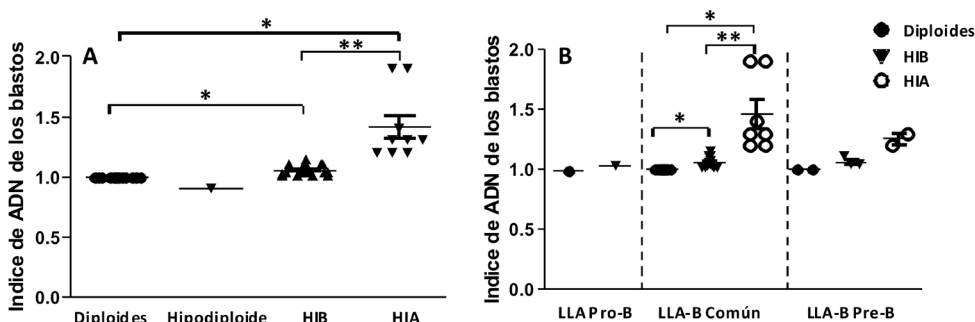 A
Indice de ADN de los blastos
2.0
1.5
1.0
0.5
0.0
*
**
*
Diploides Hipodiploide HIB HIA
B
Indice de ADN de los blastos
2.0
1.5
1.0
0.5
0.0
*
**
*
LLA Pro-B LLA-B Común LLA-B Pre-B
Diploides
HIB
HIA